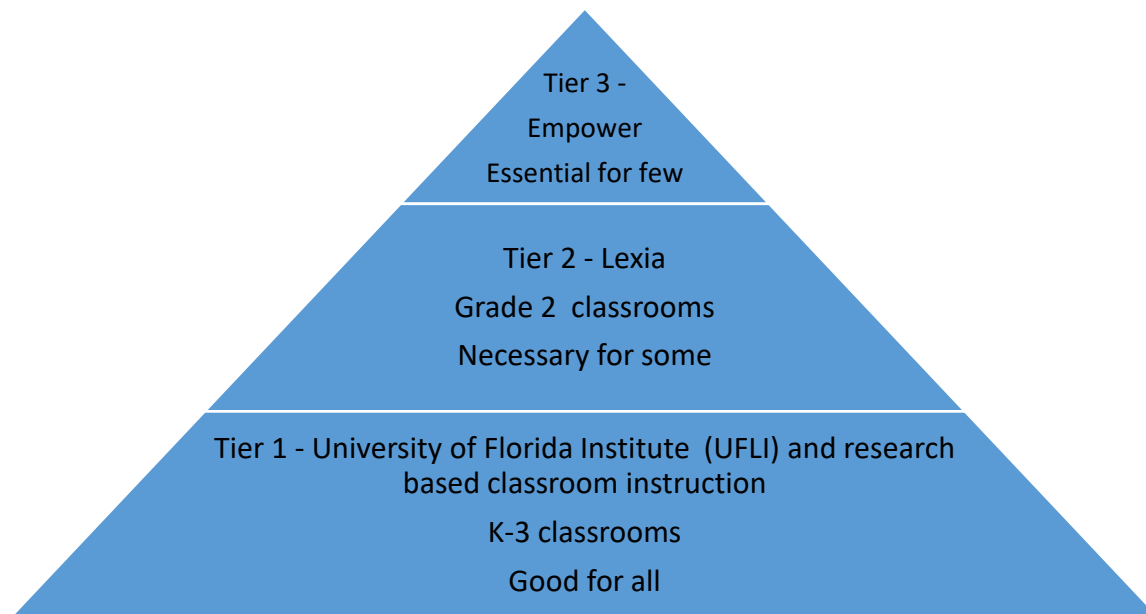 Tier 3 -
Empower
Essential for few
Tier 2 - Lexia
Grade 2  classrooms
Necessary for some
Tier 1 - University of Florida Institute  (UFLI) and research
based classroom instruction
K-3 classrooms
Good for all